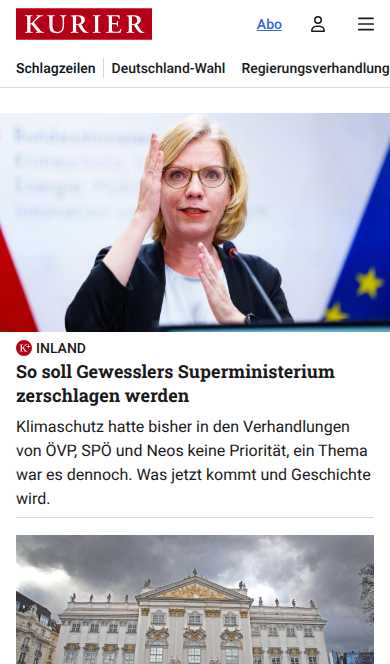 KURIER
Abo
Schlagzeilen
Deutschland-Wahl
Regierungsverhandlung
K+ INLAND
So soll Gewesslers Superministerium
zerschlagen werden
Klimaschutz hatte bisher in den Verhandlungen
von ÖVP, SPÖ und Neos keine Priorität, ein Thema
war es dennoch. Was jetzt kommt und Geschichte
wird.